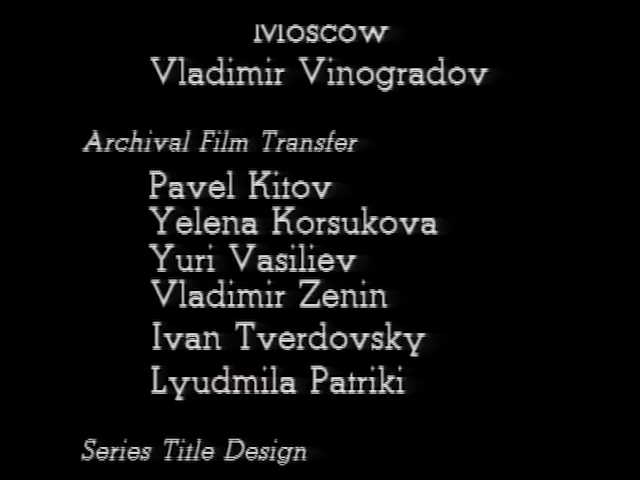 Moscow
Vladimir Vinogradov
Archival Film Transfer
Pavel Kitov
Yelena Korsukova
Yuri Vasiliev
Vladimir Zenin
Ivan Tverdovsky
Lyudmila Patriki
Series Title Design